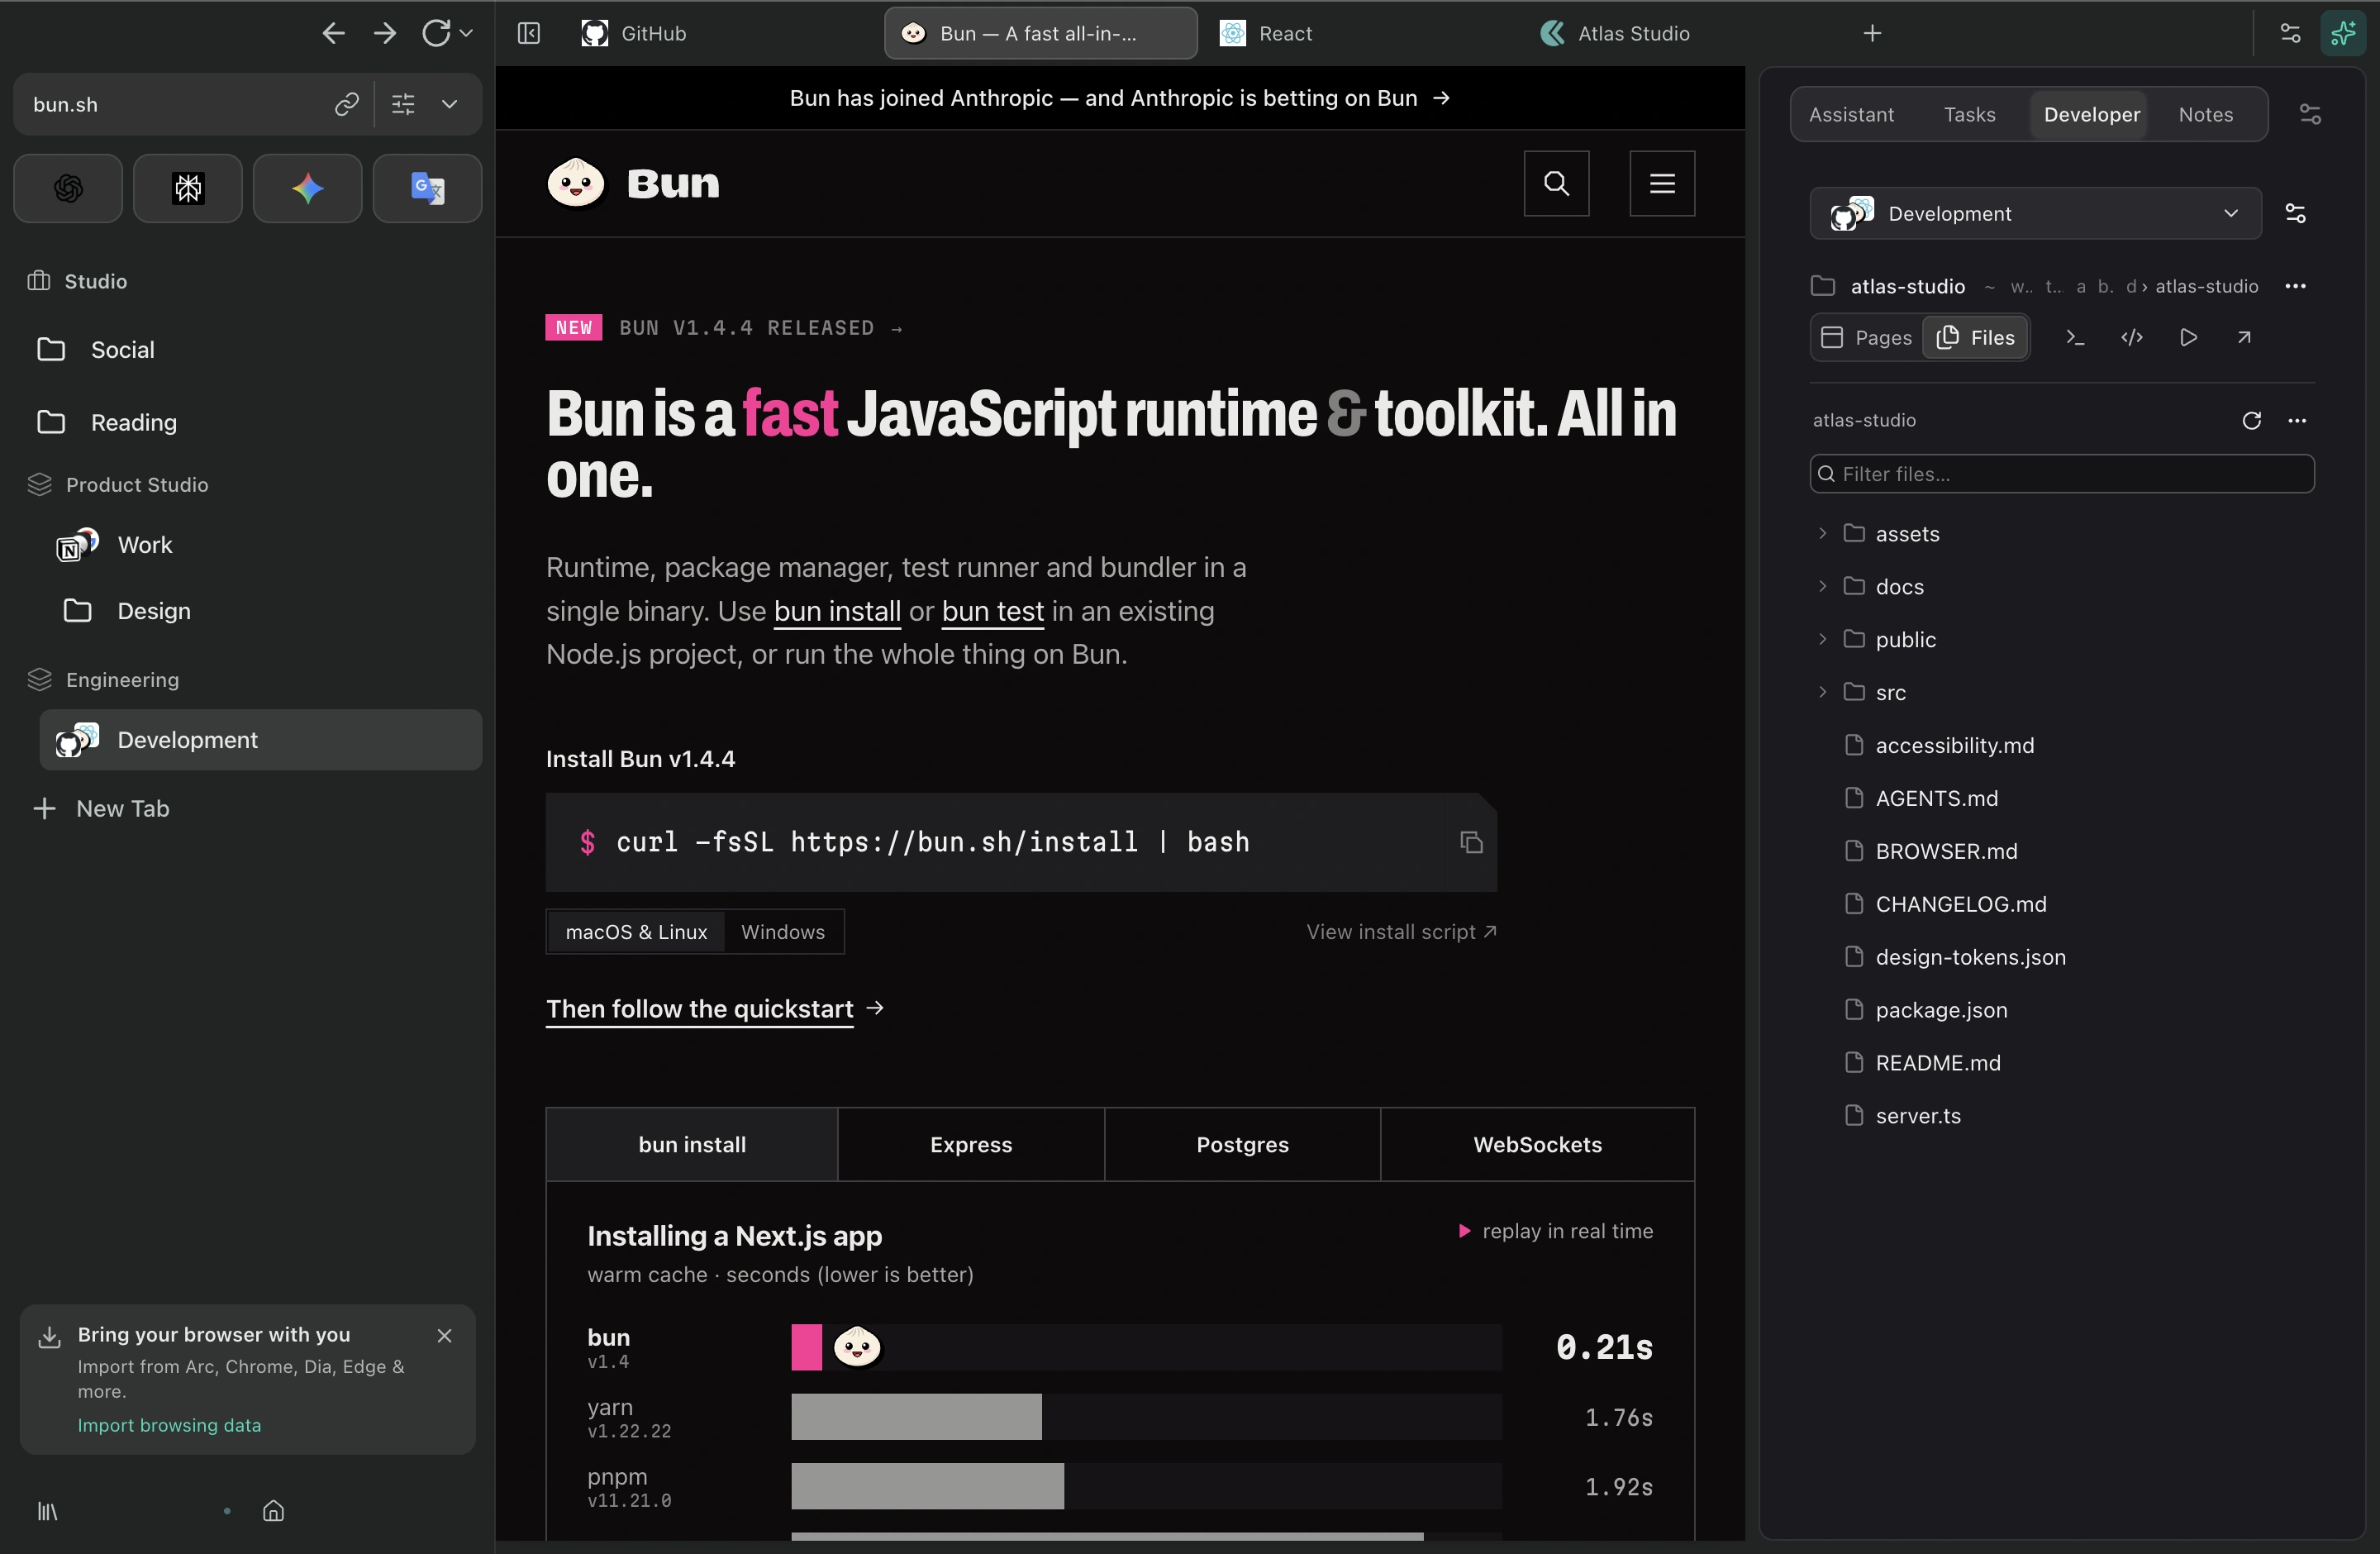 GitHub
Bun — A fast all-in-...
React
Atlas Studio
bun.sh
Studio
Social
Reading
Product Studio
Work
Design
Engineering
Development
New Tab
Bring your browser with you
Import from Arc, Chrome, Dia, Edge &
more.
Import browsing data
Bun has joined Anthropic — and Anthropic is betting on Bun →
Bun
NEW BUN V1.4.4 RELEASED →
Bun is a fast JavaScript runtime & toolkit. All in
one.
Runtime, package manager, test runner and bundler in a
single binary. Use bun install or bun test in an existing
Node.js project, or run the whole thing on Bun.
Install Bun v1.4.4
$ curl -fsSL https://bun.sh/install | bash
macOS & Linux Windows
View install script ↗
Then follow the quickstart →
bun install Express Postgres WebSockets
Installing a Next.js app
replay in real time
warm cache · seconds (lower is better)
bun
v1.4
0.21s
yarn
v1.22.22
1.76s
pnpm
v11.21.0
1.92s
Assistant Tasks Developer Notes
Development
atlas-studio ~ w.. t... a b. d › atlas-studio
Pages Files
atlas-studio
Filter files...
assets
docs
public
src
accessibility.md
AGENTS.md
BROWSER.md
CHANGELOG.md
design-tokens.json
package.json
README.md
server.ts